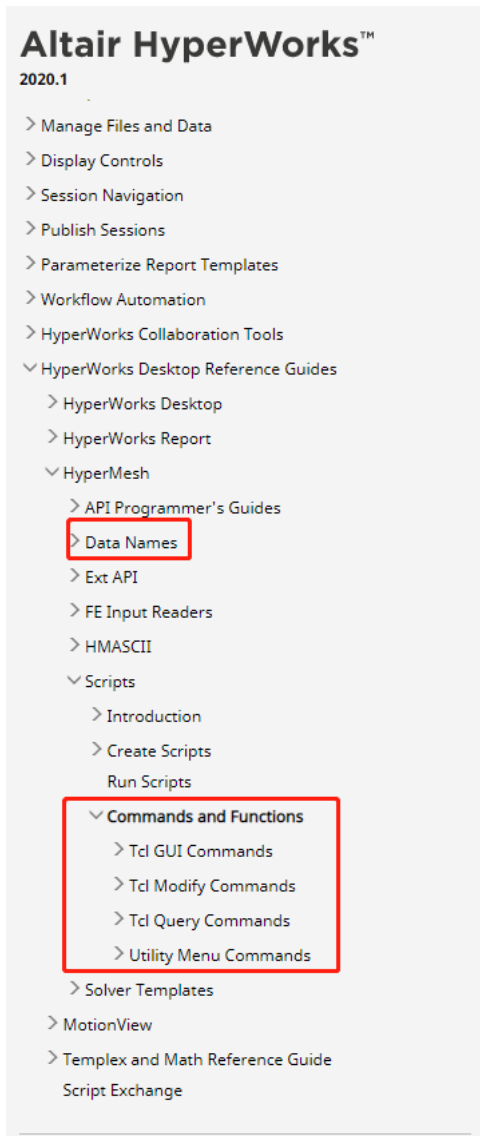 Altair HyperWorks™
2020.1
Manage Files and Data
Display Controls
Session Navigation
Publish Sessions
Parameterize Report Templates
Workflow Automation
HyperWorks Collaboration Tools
HyperWorks Desktop Reference Guides
HyperWorks Desktop
HyperWorks Report
HyperMesh
API Programmer's Guides
Data Names
Ext API
FE Input Readers
HMASCII
Scripts
Introduction
Create Scripts
Run Scripts
Commands and Functions
Tcl GUI Commands
Tcl Modify Commands
Tcl Query Commands
Utility Menu Commands
Solver Templates
MotionView
Templex and Math Reference Guide
Script Exchange